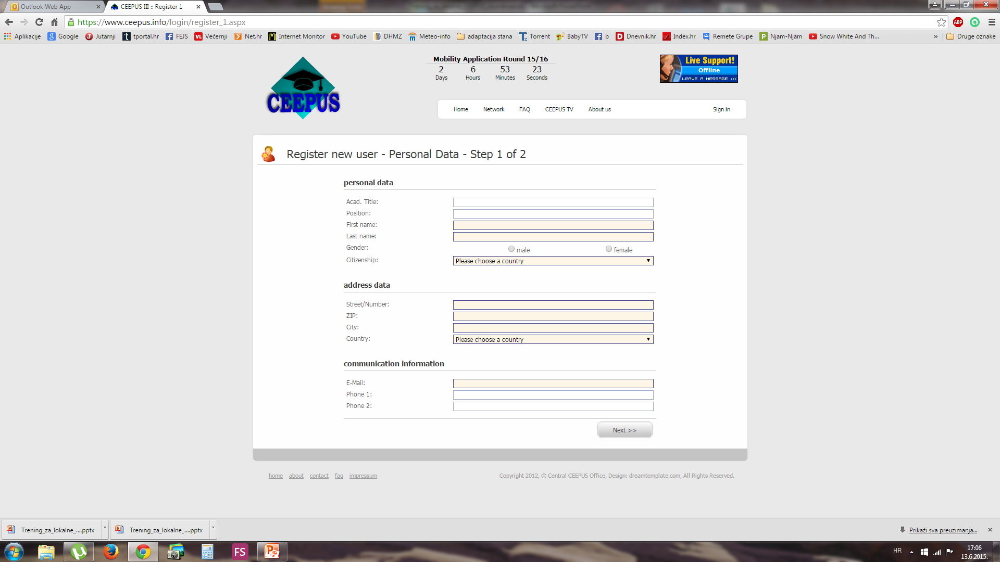 Outlook Web App
CEEPUS III :: Register 1
https://www.ceepus.info/login/register_1.aspx
ABP
Aplikacije Google Jutarnji tportal.hr FEJS Večernji Net.hr Internet Monitor YouTube DHMZ Meteo-info adaptacija stana Torrent BabyTV b Dnevnik.hr Index.hr Remete Grupe Njam-Njam Snow White And Th... » Druge oznake
Mobility Application Round 15/16
2 6 53 23
Days Hours Minutes Seconds
Live Support!
Offline
LEAVE A MESSAGE <<<
CEEPUS
Home Network FAQ CEEPUS TV About us Sign in
Register new user - Personal Data - Step 1 of 2
personal data
Acad. Title:
Position:
First name:
Last name:
Gender: male female
Citizenship: Please choose a country
address data
Street/Number:
ZIP:
City:
Country: Please choose a country
communication information
E-Mail:
Phone 1:
Phone 2:
Next >>
home about contact faq impressum
Copyright 2012, © Central CEEPUS Office, Design: dreamtemplate.com, All Rights Reserved.
Trening_za_lokalne_....pptx Trening_za_lokalne_....pptx Prikaži sva preuzimanja...
FS
HR
17:06
13.6.2015.